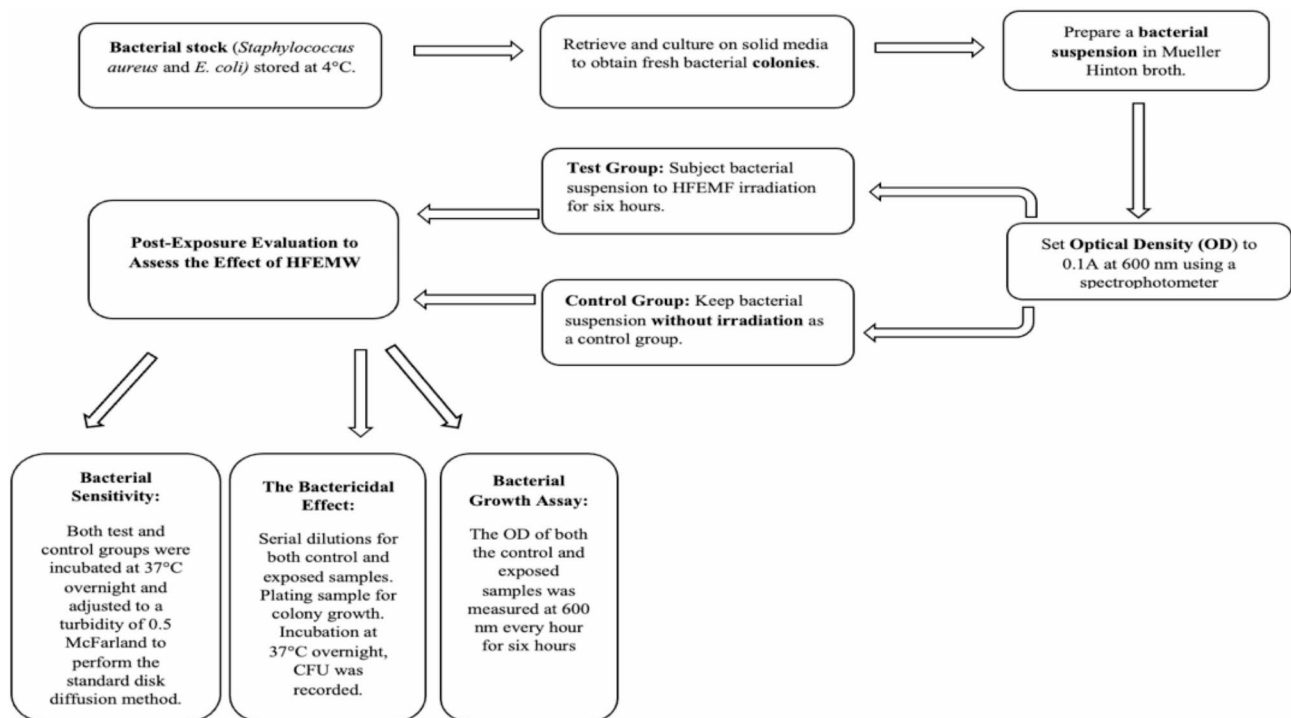 Bacterial stock (Staphylococcus
aureus and E. coli) stored at 4°C.
Retrieve and culture on solid media
to obtain fresh bacterial colonies.
Prepare a bacterial
suspension in Mueller
Hinton broth.
Set Optical Density (OD) to
0.1A at 600 nm using a
spectrophotometer
Test Group: Subject bacterial
suspension to HFEMF irradiation
for six hours.
Control Group: Keep bacterial
suspension without irradiation as
a control group.
Post-Exposure Evaluation to
Assess the Effect of HFEMW
Bacterial
Sensitivity:
Both test and
control groups were
incubated at 37°C
overnight and
adjusted to a
turbidity of 0.5
McFarland to
perform the
standard disk
diffusion method.
The Bactericidal
Effect:
Serial dilutions for
both control and
exposed samples.
Plating sample for
colony growth.
Incubation at
37°C overnight,
CFU was
recorded.
Bacterial
Growth Assay:
The OD of both
the control and
exposed
samples was
measured at 600
nm every hour
for six hours